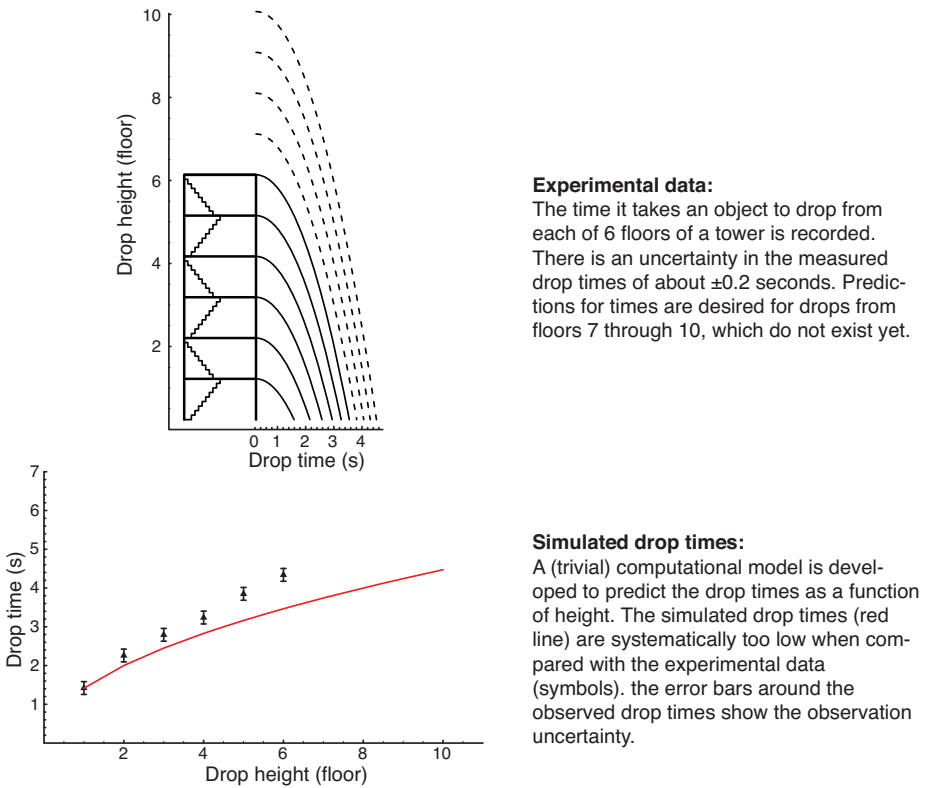 10
8
6
4
2
Drop height (floor)
0 1 2 3 4
Drop time (s)
Experimental data:
The time it takes an object to drop from
each of 6 floors of a tower is recorded.
There is an uncertainty in the measured
drop times of about ±0.2 seconds. Predic-
tions for times are desired for drops from
floors 7 through 10, which do not exist yet.
7
6
5
4
3
2
1
Drop time (s)
2 4 6 8 10
Drop height (floor)
Simulated drop times:
A (trivial) computational model is devel-
oped to predict the drop times as a function
of height. The simulated drop times (red
line) are systematically too low when com-
pared with the experimental data
(symbols). the error bars around the
observed drop times show the observation
uncertainty.